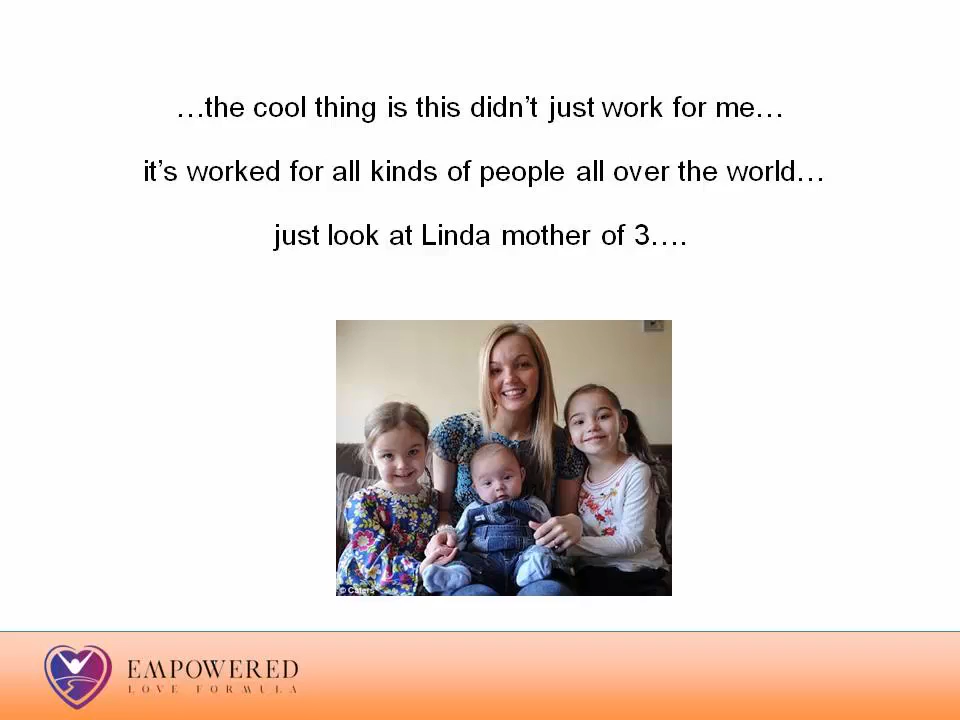 …the cool thing is this didn’t just work for me…
it’s worked for all kinds of people all over the world…
just look at Linda mother of 3….
© Caters
EMPOWERED
LOVE FORMULA